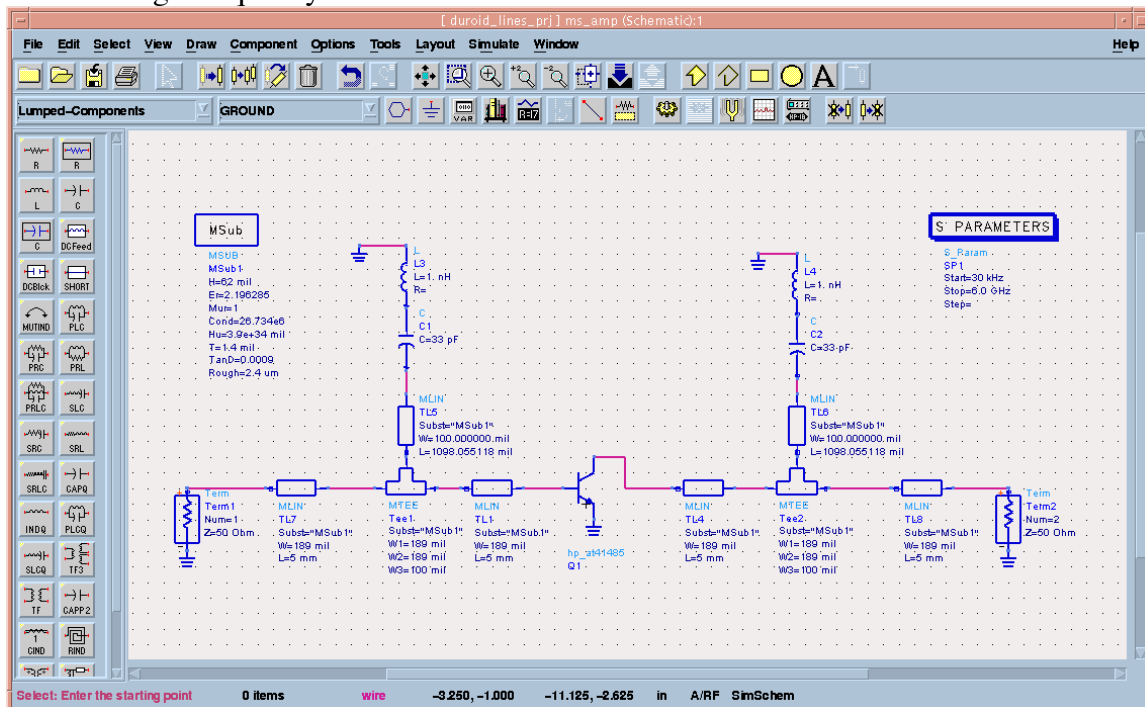 [ duroid_lines_prj ] ms_amp (Schematic):1
File Edit Select View Draw Component Options Tools Layout Simulate Window Help
Lumped-Components
GROUND
VAR
R
R
L
C
C
DCFeed
DCBlck
SHORT
MUTIND
PLC
PRC
PRL
PRLC
SLC
SRC
SRL
SRLC
CAPQ
INDQ
PLCQ
SLCQ
TF3
TF
CAPP2
CIND
RIND
MSub
MSUB
MSub1
H=62 mil
Er=2.196285
Mur=1
Cond=26.734e6
Hu=3.9e+34 mil
T=1.4 mil
TanD=0.0009
Rough=2.4 um
L
L3
L=1. nH
R=
C
C1
C=33 pF
MLIN
TL5
Subst="MSub1"
W=100.000000 mil
L=1098.055118 mil
L
L4
L=1. nH
R=
C
C2
C=33 pF
MLIN
TL6
Subst="MSub1"
W=100.000000 mil
L=1098.055118 mil
S PARAMETERS
S_Param
SP1
Start=30 kHz
Stop=6.0 GHz
Step=
Term
Term1
Num=1
Z=50 Ohm
MLIN
TL7
Subst="MSub1"
W=189 mil
L=5 mm
MTEE
Tee1
Subst="MSub1"
W1=189 mil
W2=189 mil
W3=100 mil
MLIN
TL1
Subst="MSub1"
W=189 mil
L=5 mm
hp_at41485
Q1
MLIN
TL4
Subst="MSub1"
W=189 mil
L=5 mm
MTEE
Tee2
Subst="MSub1"
W1=189 mil
W2=189 mil
W3=100 mil
MLIN
TL8
Subst="MSub1"
W=189 mil
L=5 mm
Term
Term2
Num=2
Z=50 Ohm
Select: Enter the starting point 0 items wire -3.250, -1.000 -11.125, -2.625 in A/RF SimSchem